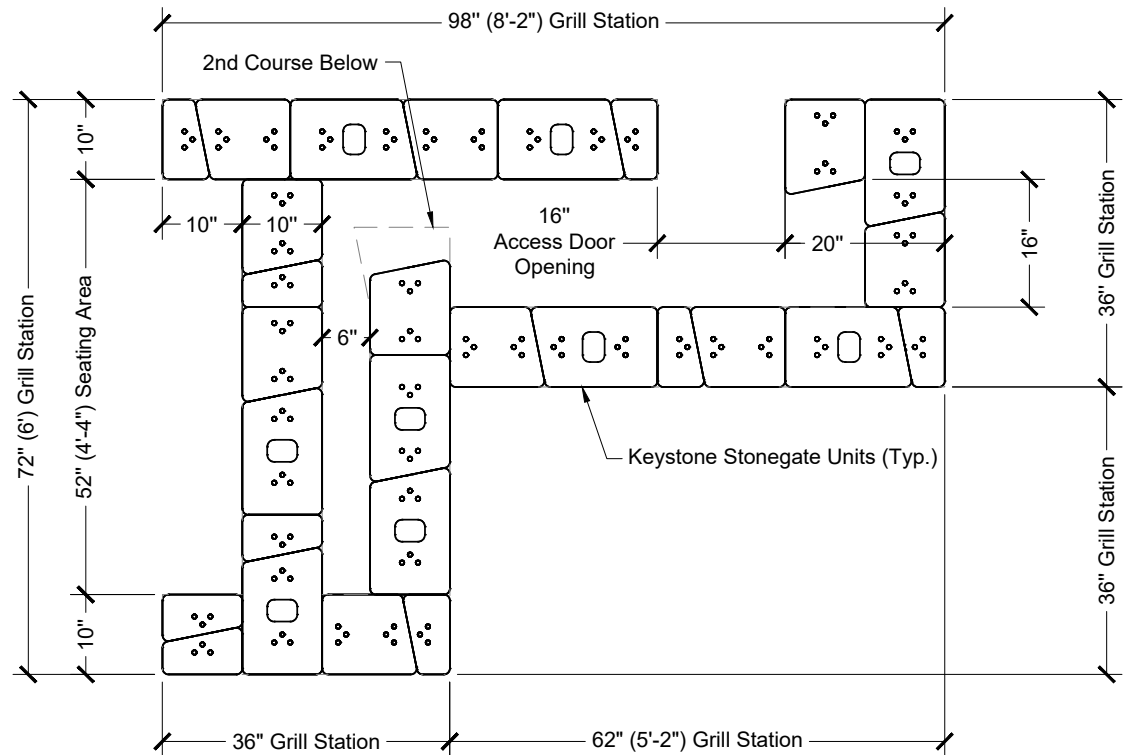 98" (8'-2") Grill Station
2nd Course Below
10"
10"
10"
16"
Access Door
Opening
20"
16"
36" Grill Station
72" (6') Grill Station
52" (4'-4") Seating Area
6"
Keystone Stonegate Units (Typ.)
36" Grill Station
10"
36" Grill Station
62" (5'-2") Grill Station